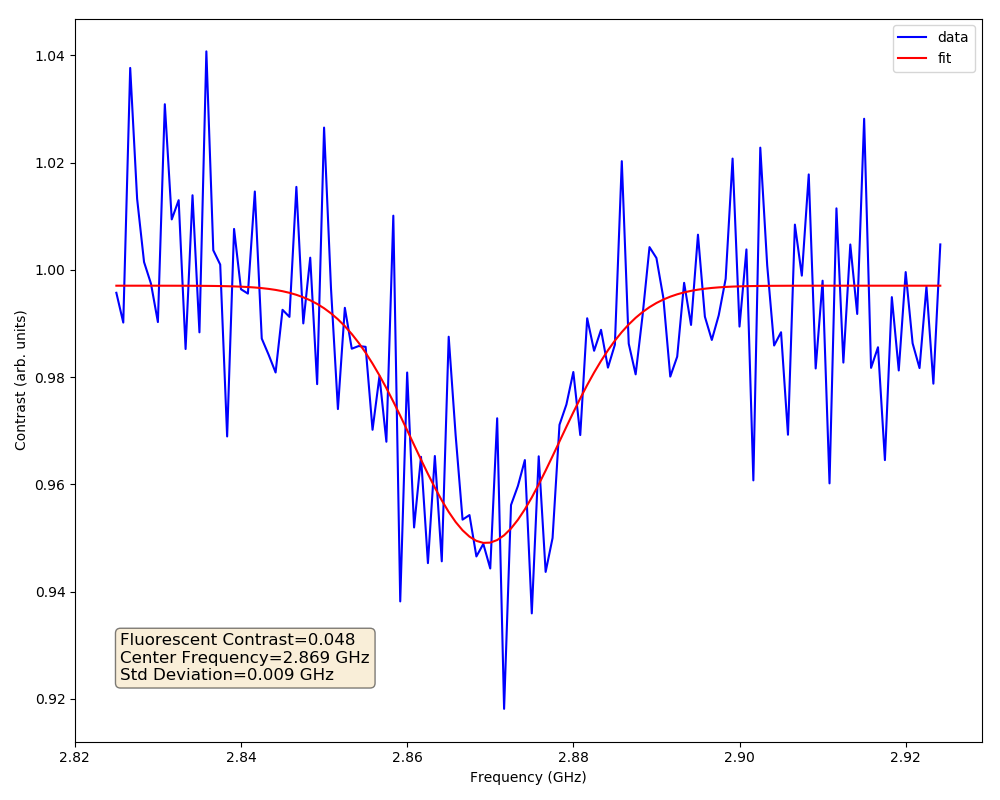 data
fit
1.04
1.02
1.00
0.98
0.96
0.94
0.92
Contrast (arb. units)
Fluorescent Contrast=0.048
Center Frequency=2.869 GHz
Std Deviation=0.009 GHz
2.82 2.84 2.86 2.88 2.90 2.92
Frequency (GHz)